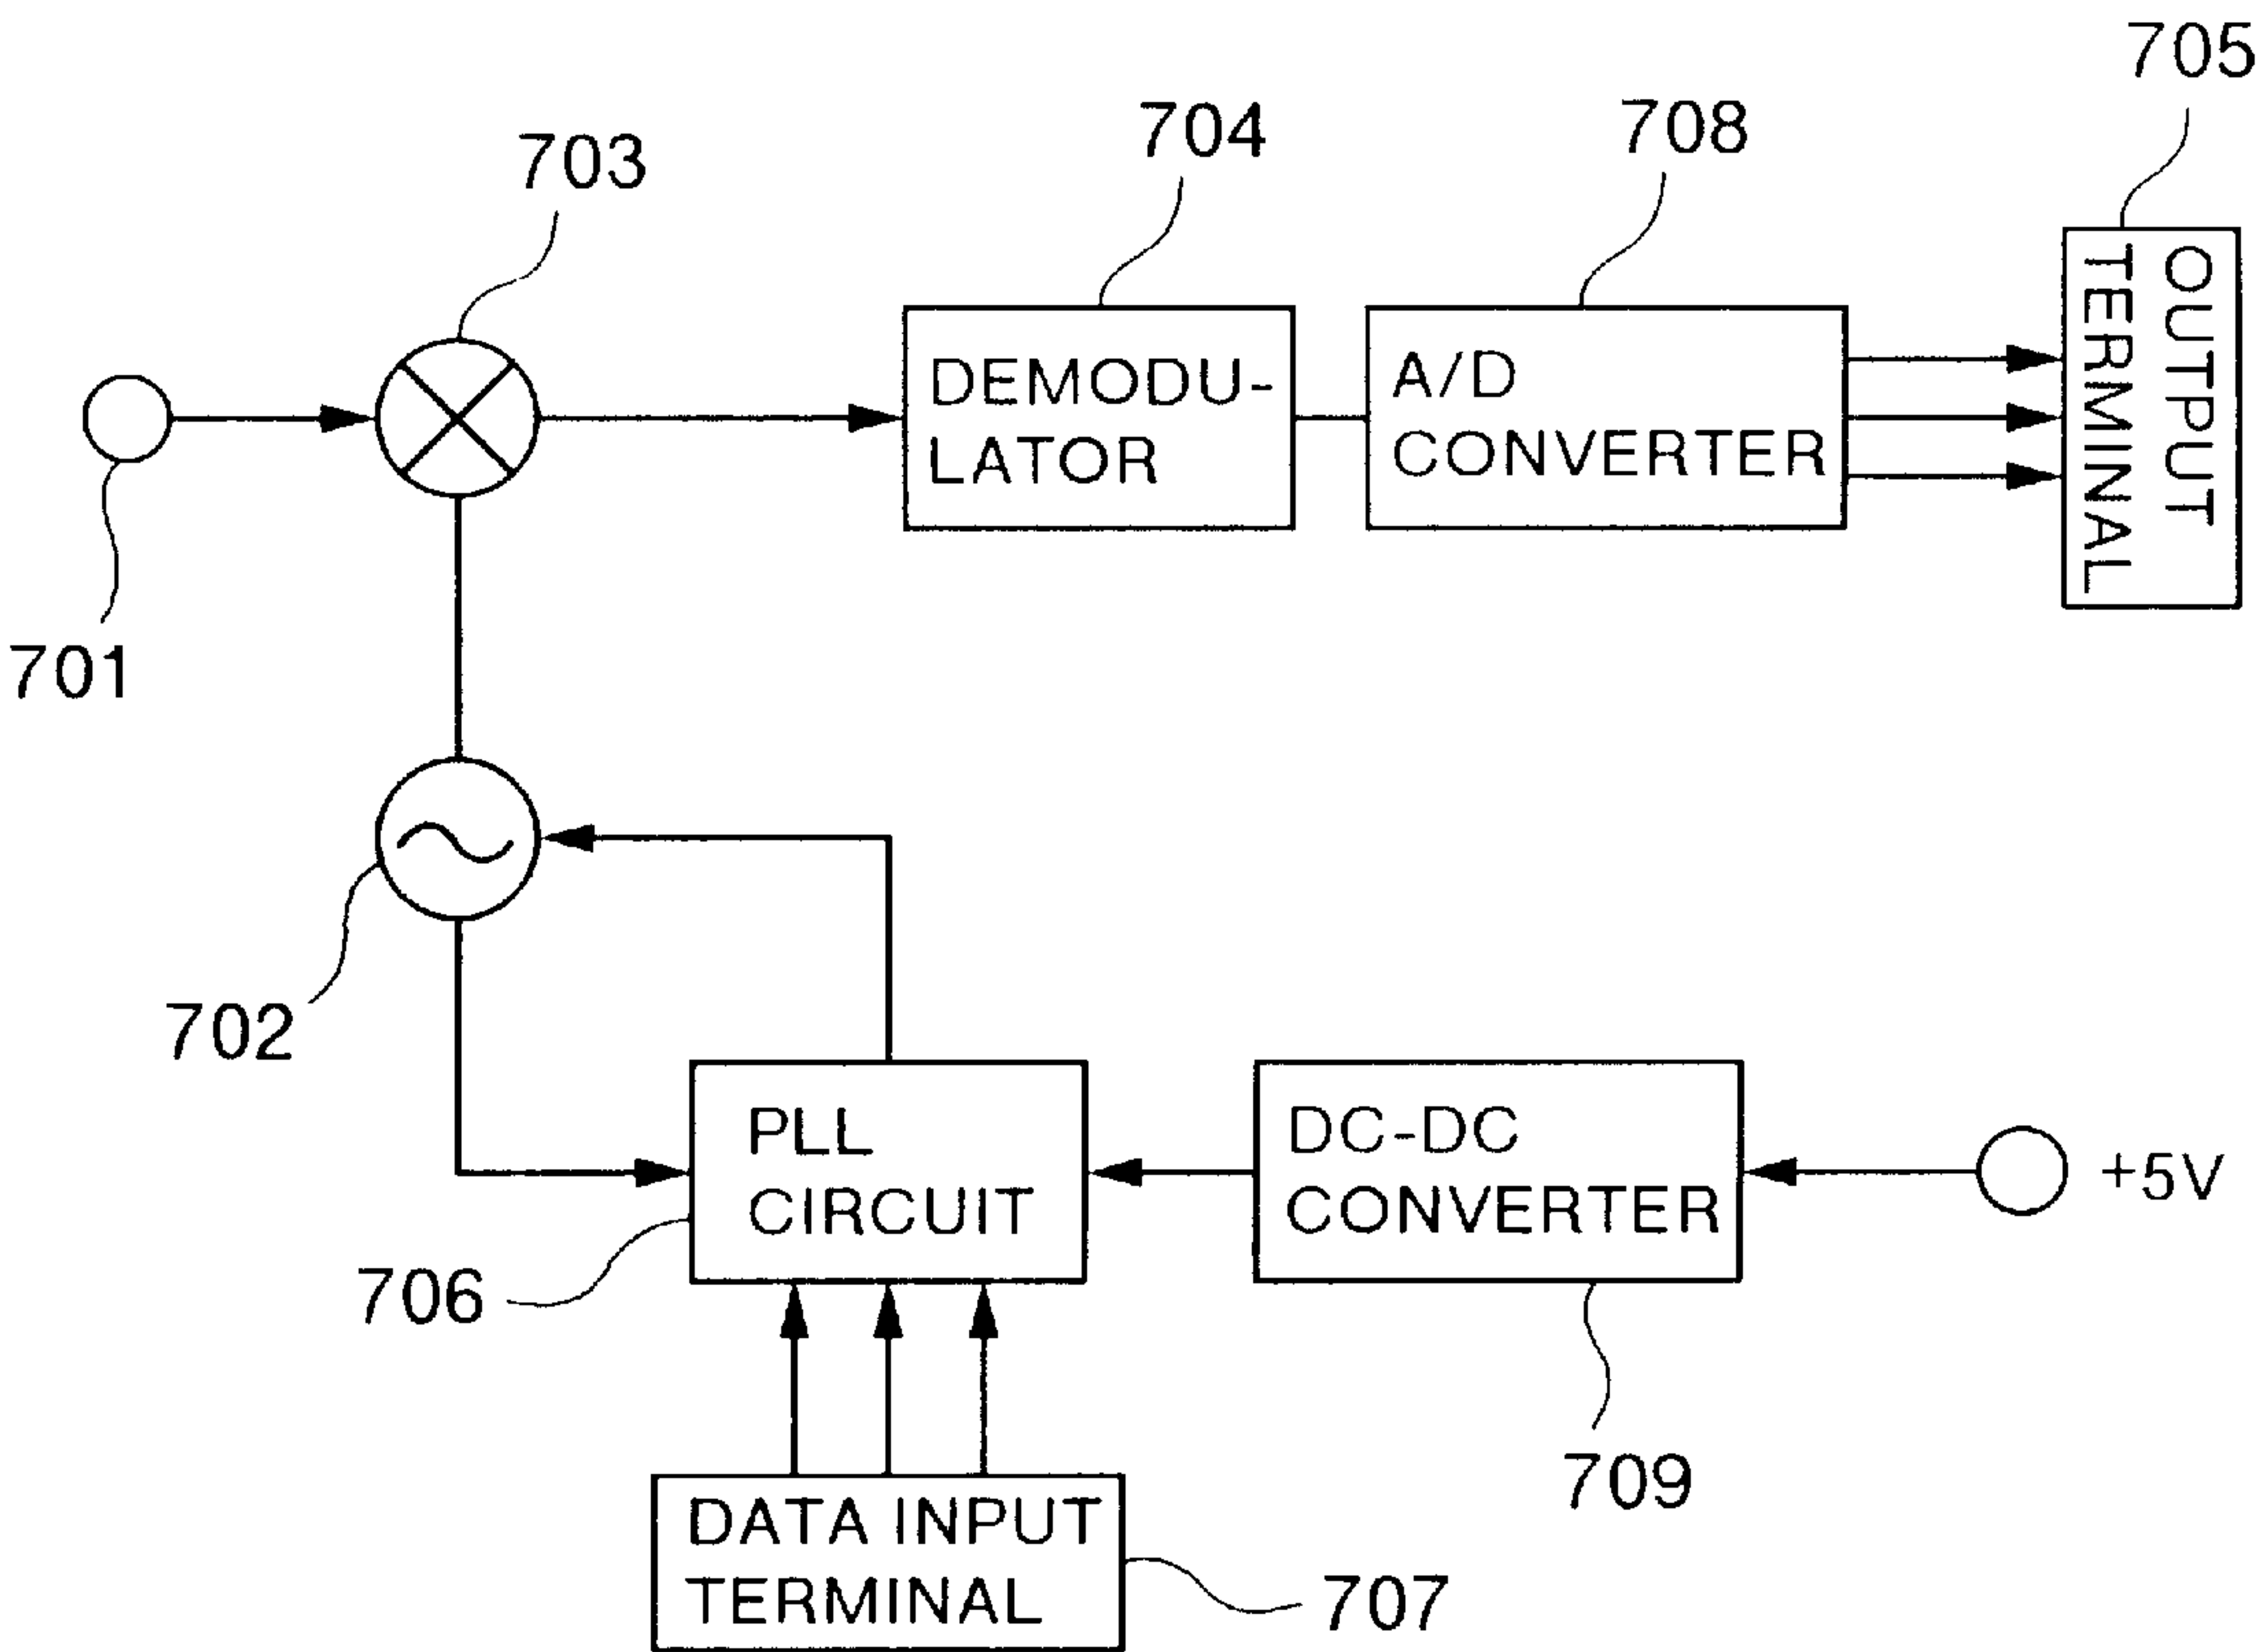 705
704
708
703
OUTPUT
TERMINAL
DEMODU-
LATOR
A/D
CONVERTER
701
702
PLL
CIRCUIT
DC-DC
CONVERTER
+5V
706
709
DATA INPUT
TERMINAL
707